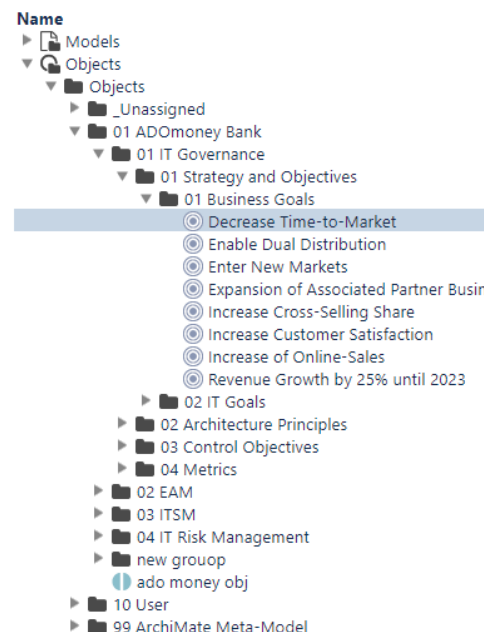 Name
Models
Objects
Objects
_Unassigned
01 ADOmoney Bank
01 IT Governance
01 Strategy and Objectives
01 Business Goals
Decrease Time-to-Market
Enable Dual Distribution
Enter New Markets
Expansion of Associated Partner Busin
Increase Cross-Selling Share
Increase Customer Satisfaction
Increase of Online-Sales
Revenue Growth by 25% until 2023
02 IT Goals
02 Architecture Principles
03 Control Objectives
04 Metrics
02 EAM
03 ITSM
04 IT Risk Management
new grouop
ado money obj
10 User
99 ArchiMate Meta-Model